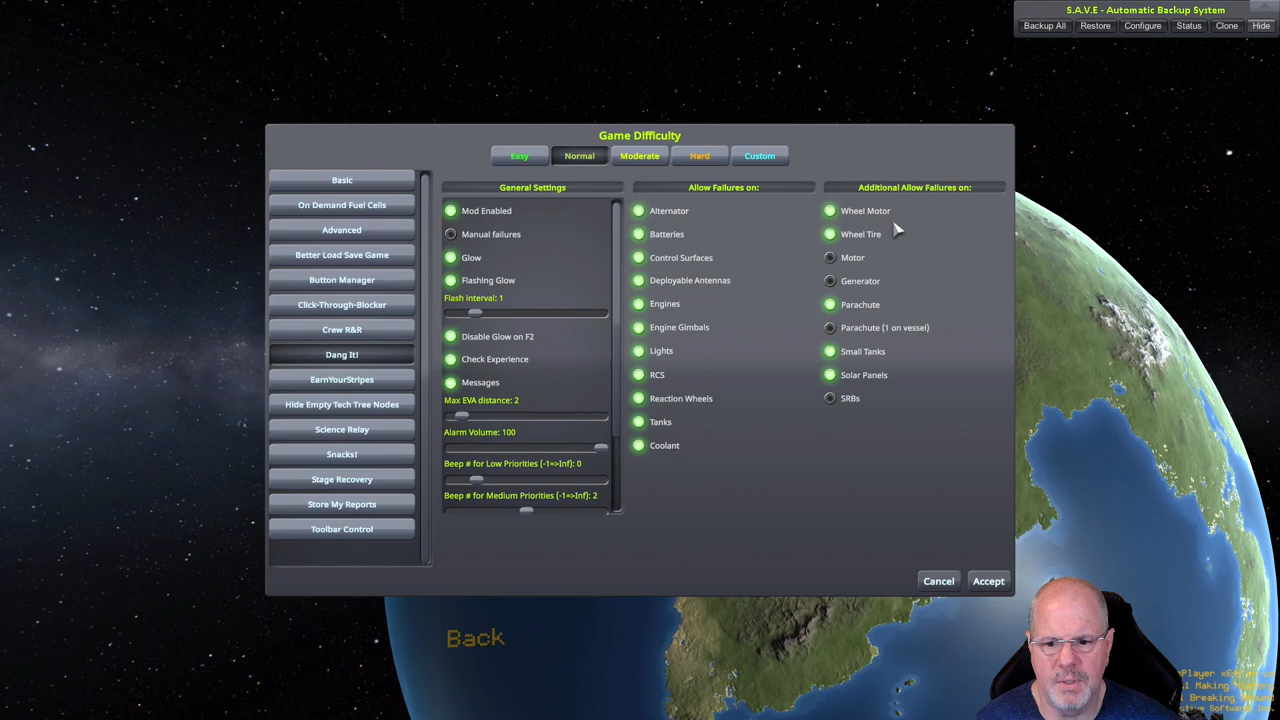 S.A.V.E - Automatic Backup System
Backup All Restore Configure Status Clone Hide
Game Difficulty
Easy Normal Moderate Hard Custom
Basic
On Demand Fuel Cells
Advanced
Better Load Save Game
Button Manager
Click-Through-Blocker
Crew R&R
Dang It!
EarnYourStripes
Hide Empty Tech Tree Nodes
Science Relay
Snacks!
Stage Recovery
Store My Reports
Toolbar Control
General Settings
Mod Enabled
Manual failures
Glow
Flashing Glow
Flash interval: 1
Disable Glow on F2
Check Experience
Messages
Max EVA distance: 2
Alarm Volume: 100
Beep # for Low Priorities (-1=>Inf): 0
Beep # for Medium Priorities (-1=>Inf): 2
Allow Failures on:
Alternator
Batteries
Control Surfaces
Deployable Antennas
Engines
Engine Gimbals
Lights
RCS
Reaction Wheels
Tanks
Coolant
Additional Allow Failures on:
Wheel Motor
Wheel Tire
Motor
Generator
Parachute
Parachute (1 on vessel)
Small Tanks
Solar Panels
SRBs
Cancel Accept
Back
Player
Making
Breaking
Software